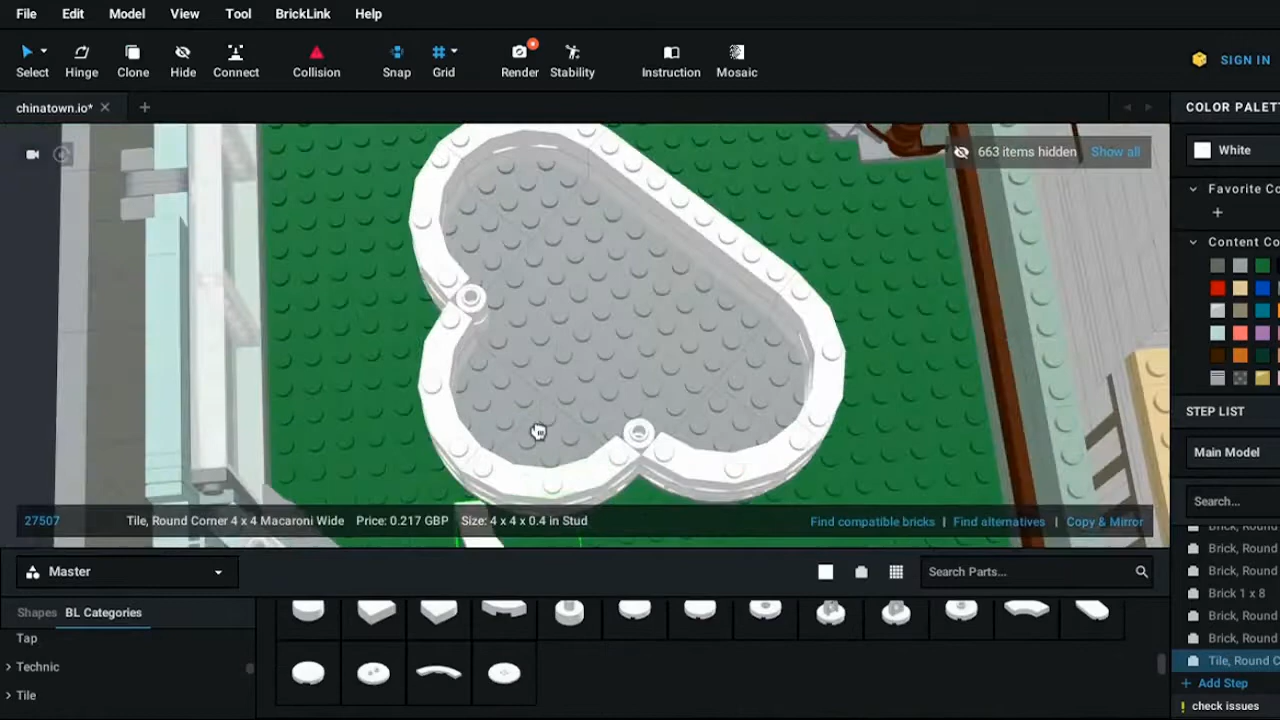 File Edit Model View Tool BrickLink Help
Select Hinge Clone Hide Connect Collision Snap Grid Render Stability Instruction Mosaic SIGN IN
chinatown.io*
COLOR PALET
663 items hidden Show all
White
Favorite Co
Content Co
STEP LIST
Main Model
Search...
Brick, Round
Brick, Round
Brick, Round
Brick 1 x 8
Brick, Round
Brick, Round
Tile, Round C
Add Step
check issues
27507 Tile, Round Corner 4 x 4 Macaroni Wide Price: 0.217 GBP Size: 4 x 4 x 0.4 in Stud Find compatible bricks | Find alternatives | Copy & Mirror
Master Search Parts...
Shapes BL Categories
Tap
Technic
Tile